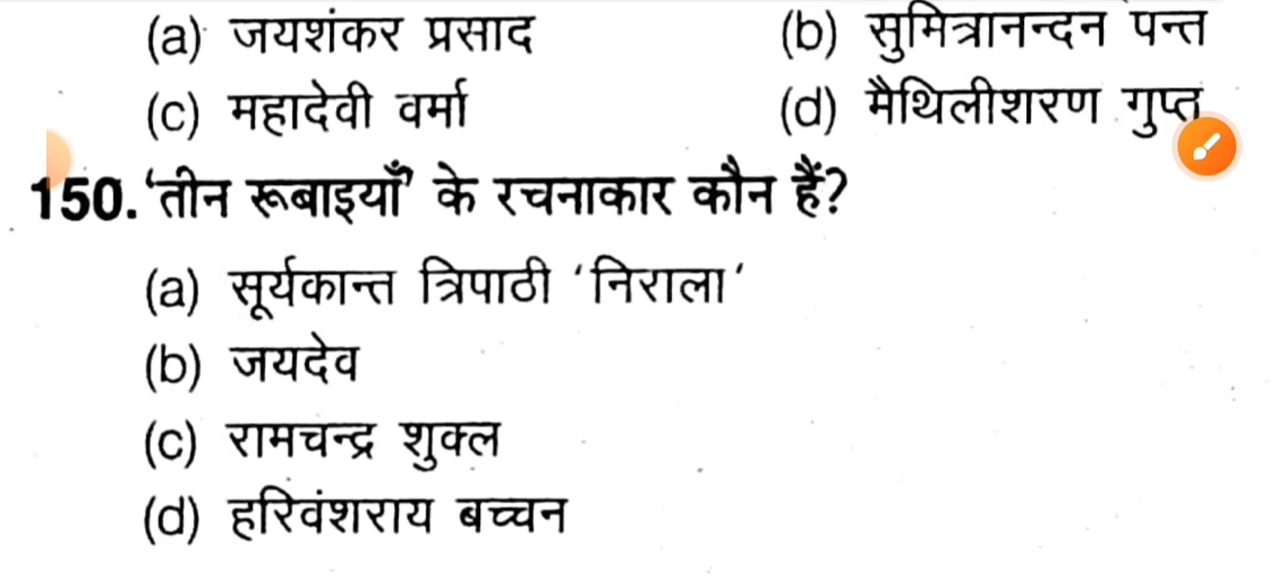 (a) जयशंकर प्रसाद (b) सुमित्रानन्दन पन्त
(c) महादेवी वर्मा (d) मैथिलीशरण गुप्त
150. 'तीन रूबाइयाँ' के रचनाकार कौन हैं?
(a) सूर्यकान्त त्रिपाठी 'निराला'
(b) जयदेव
(c) रामचन्द्र शुक्ल
(d) हरिवंशराय बच्चन